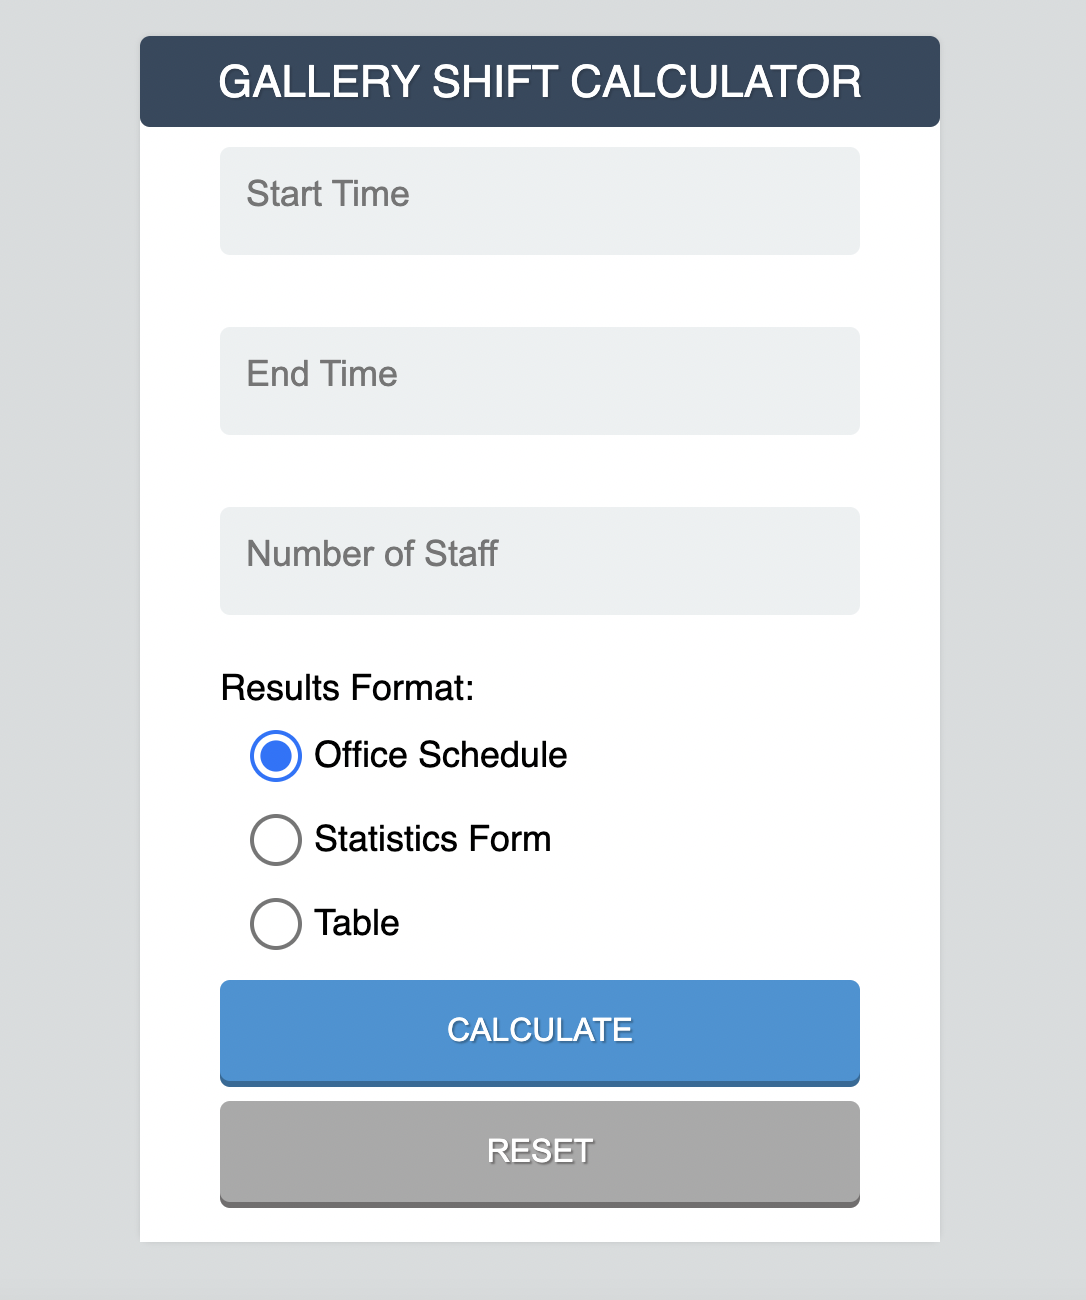 GALLERY SHIFT CALCULATOR
Start Time
End Time
Number of Staff
Results Format:
Office Schedule
Statistics Form
Table
CALCULATE
RESET